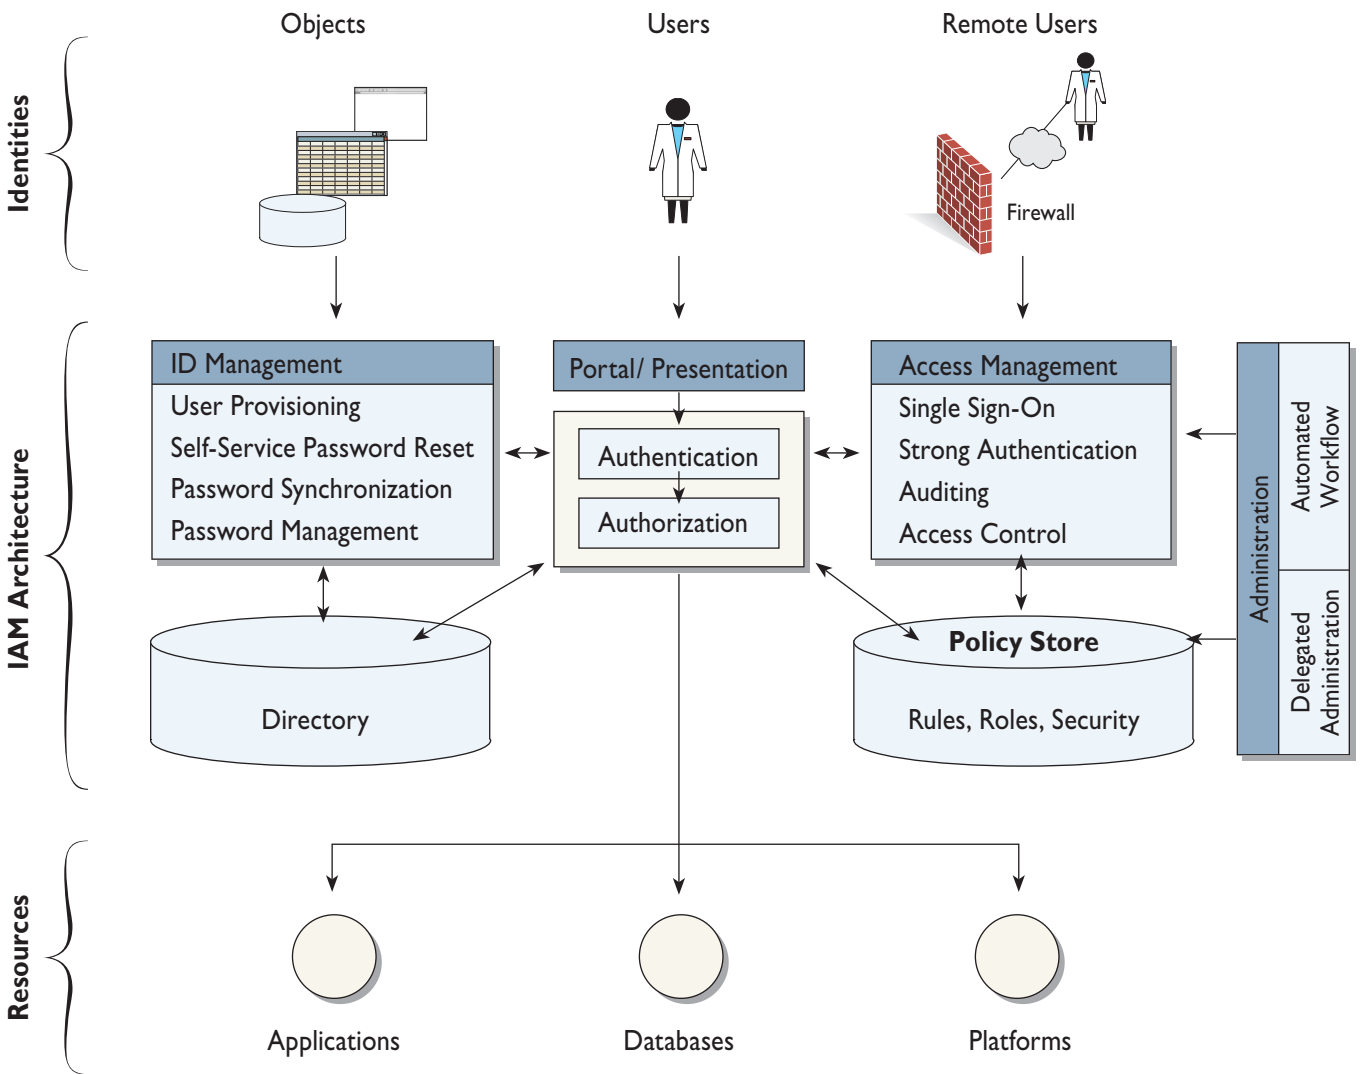 Objects
Users
Remote Users
Identities
Firewall
IAM Architecture
ID Management
User Provisioning
Self-Service Password Reset
Password Synchronization
Password Management
Portal/ Presentation
Authentication
Authorization
Access Management
Single Sign-On
Strong Authentication
Auditing
Access Control
Administration
Automated
Workflow
Delegated
Administration
Directory
Policy Store
Rules, Roles, Security
Resources
Applications
Databases
Platforms